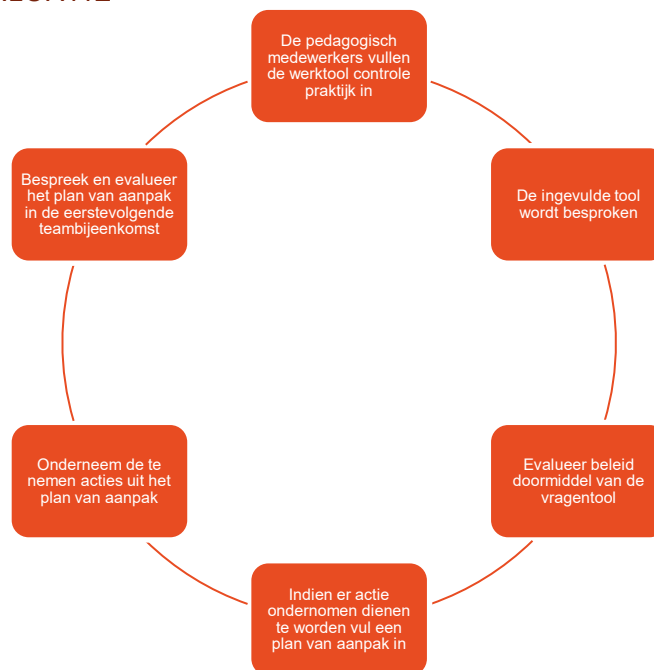 De pedagogisch
medewerkers vullen
de werktool controle
praktijk in
De ingevulde tool
wordt besproken
Evalueer beleid
doormiddel van de
vragentool
Indien er actie
ondernomen dienen
te worden vul een
plan van aanpak in
Onderneem de te
nemen acties uit het
plan van aanpak
Bespreek en evalueer
het plan van aanpak
in de eerstevolgende
teambijeenkomst